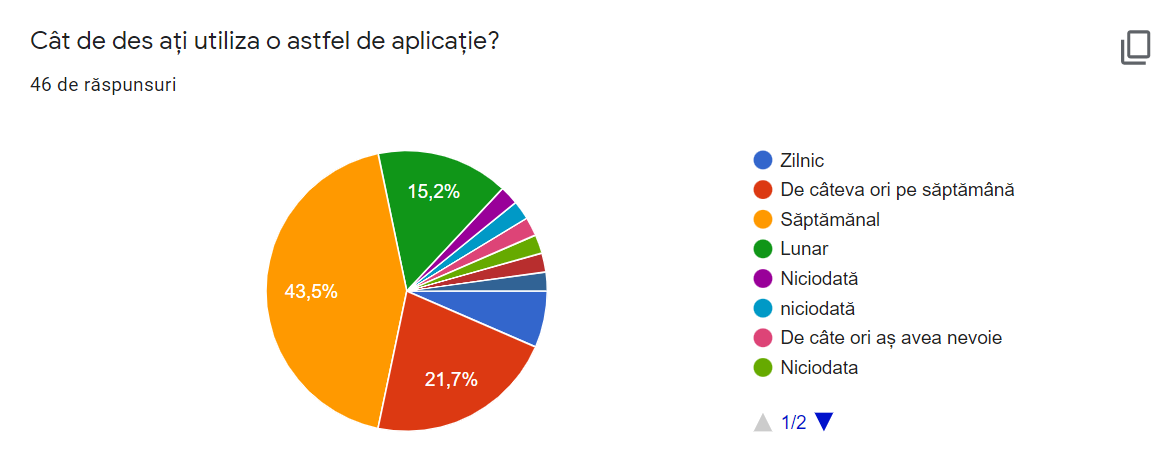 Cât de des ați utiliza o astfel de aplicație?
46 de răspunsuri
15,2%
43,5%
21,7%
Zilnic
De câteva ori pe săptămână
Săptămănal
Lunar
Niciodată
niciodată
De câte ori aș avea nevoie
Niciodata
1/2